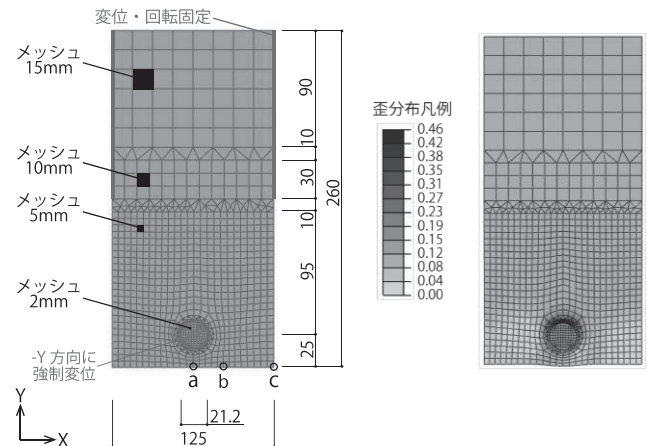 変位・回転固定
メッシュ
15mm
メッシュ
10mm
メッシュ
5mm
メッシュ
2mm
-Y 方向に
強制変位
90
10
30
10
95
25
260
a
b
c
21.2
125
Y
X
歪分布凡例
0.46
0.42
0.38
0.35
0.31
0.27
0.23
0.19
0.15
0.12
0.08
0.04
0.00